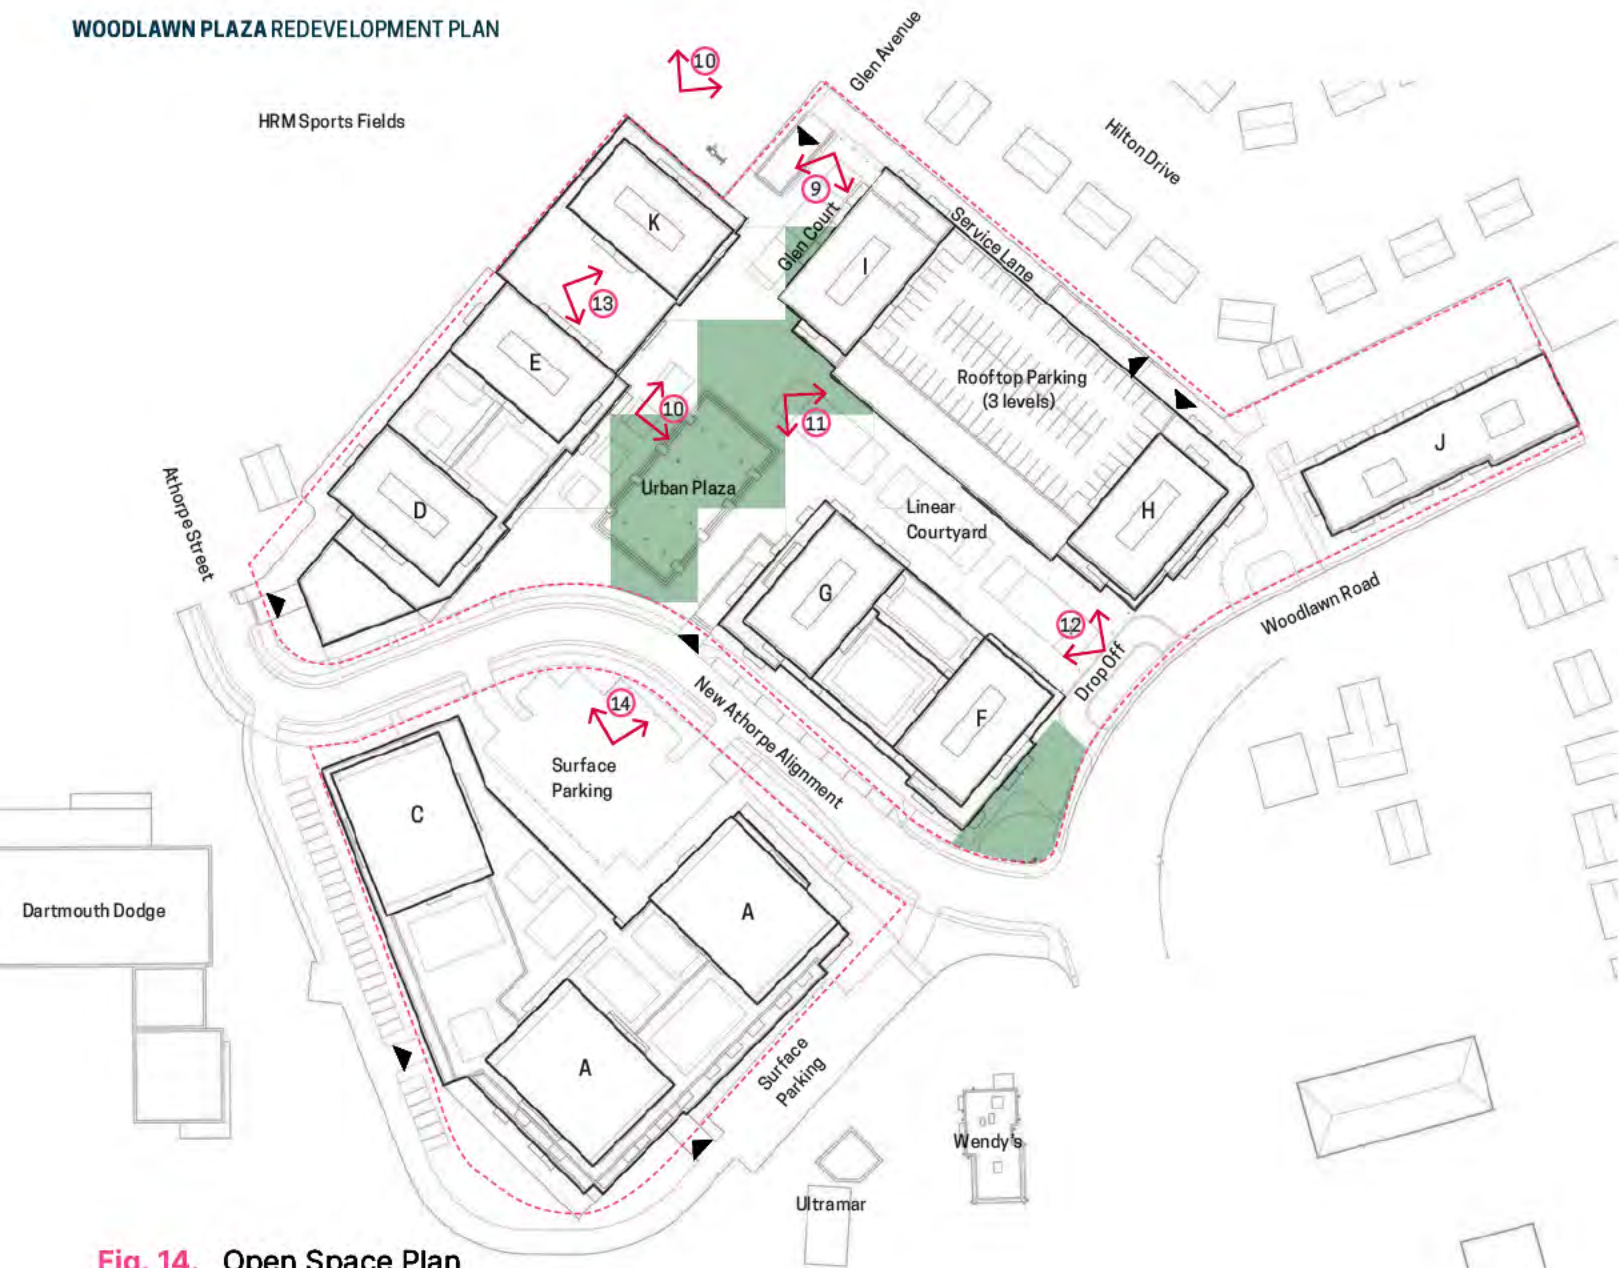 WOODLAWN PLAZA REDEVELOPMENT PLAN
10
Glen Avenue
HRM Sports Fields
Hilton Drive
9
K
Glen Court
Service Lane
I
13
E
Rooftop Parking
(3 levels)
10
11
J
Urban Plaza
Athorpe Street
D
Linear
Courtyard
H
G
Woodlawn Road
12
Drop Off
14
New Athorpe Alignment
F
Surface
Parking
C
A
Dartmouth Dodge
A
Surface
Parking
Wendy's
Ultramar
Fig. 14. Open Space Plan